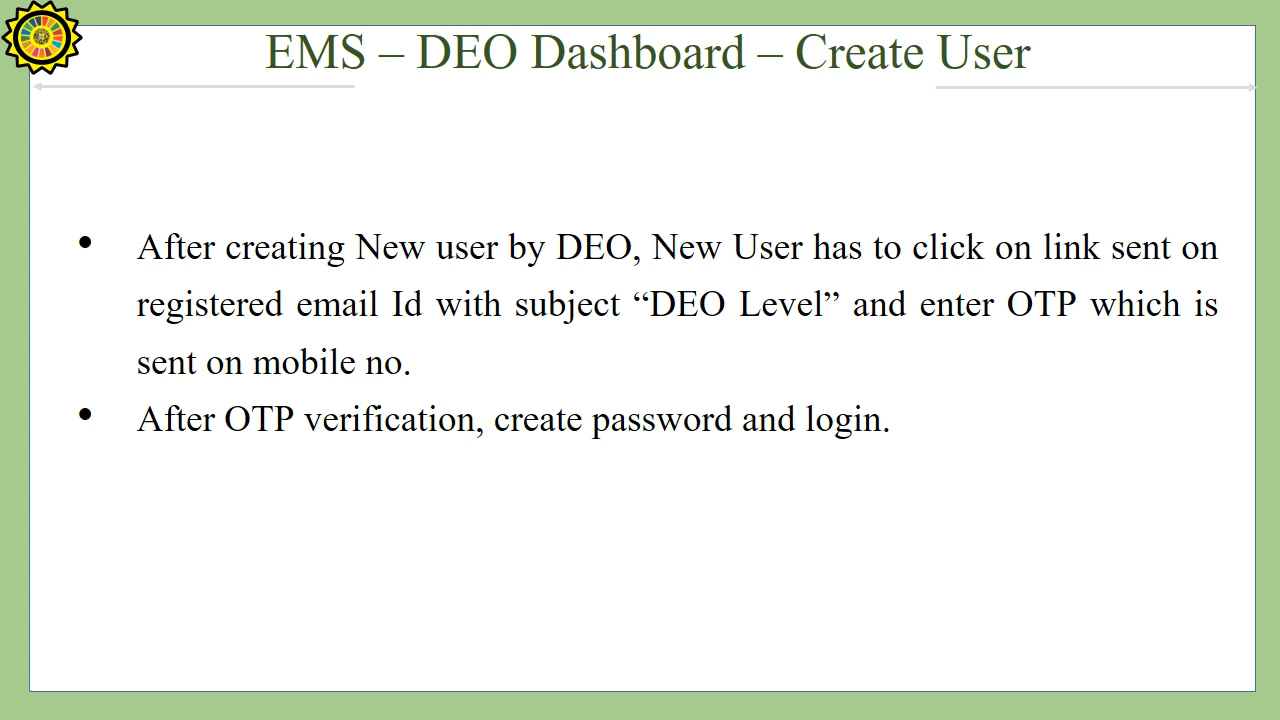 EMS – DEO Dashboard – Create User
• After creating New user by DEO, New User has to click on link sent on
registered email Id with subject “DEO Level” and enter OTP which is
sent on mobile no.
• After OTP verification, create password and login.